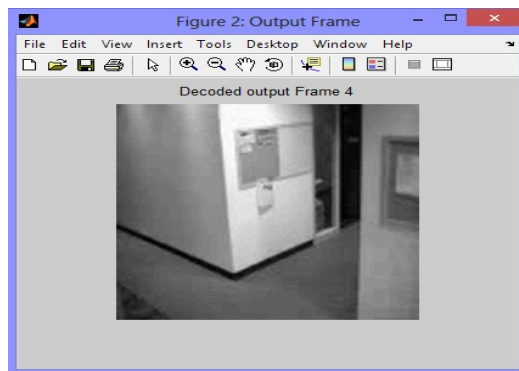 Figure 2: Output Frame
File Edit View Insert Tools Desktop Window Help
Decoded output Frame 4